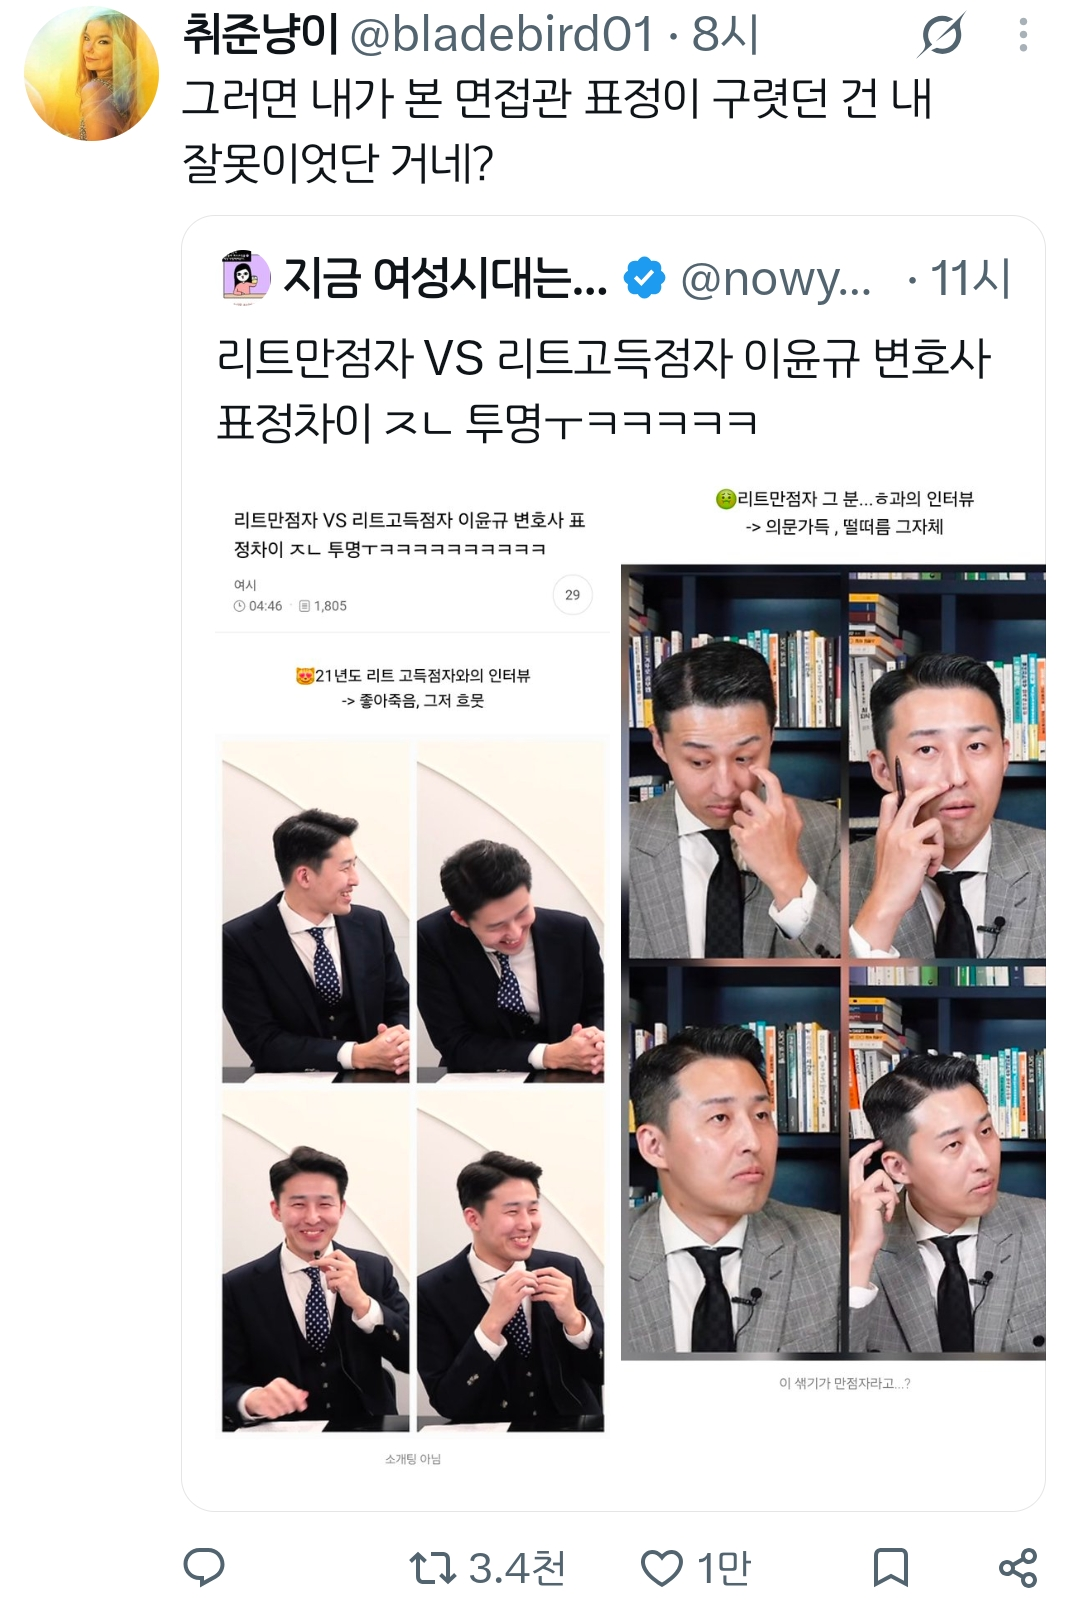 취준냥이 @bladebird01 · 8시
그러면 내가 본 면접관 표정이 구렷던 건 내
잘못이엇단 거네?
지금 여성시대는... @nowy... · 11시
리트만점자 VS 리트고득점자 이윤규 변호사
표정차이 ㅈㄴ 투명ㅜㅋㅋㅋㅋㅋ
리트만점자 VS 리트고득점자 이윤규 변호사 표
정차이 ㅈㄴ 투명ㅜㅋㅋㅋㅋㅋㅋㅋㅋㅋㅋ
여시
04:46 · 1,805
29
😻21년도 리트 고득점자와의 인터뷰
-> 좋아죽음, 그저 흐뭇
소개팅 아님
🤢리트만점자 그 분...ㅎ과의 인터뷰
-> 의문가득 , 떨떠름 그자체
이 섂기가 만점자라고...?
3.4천
1만